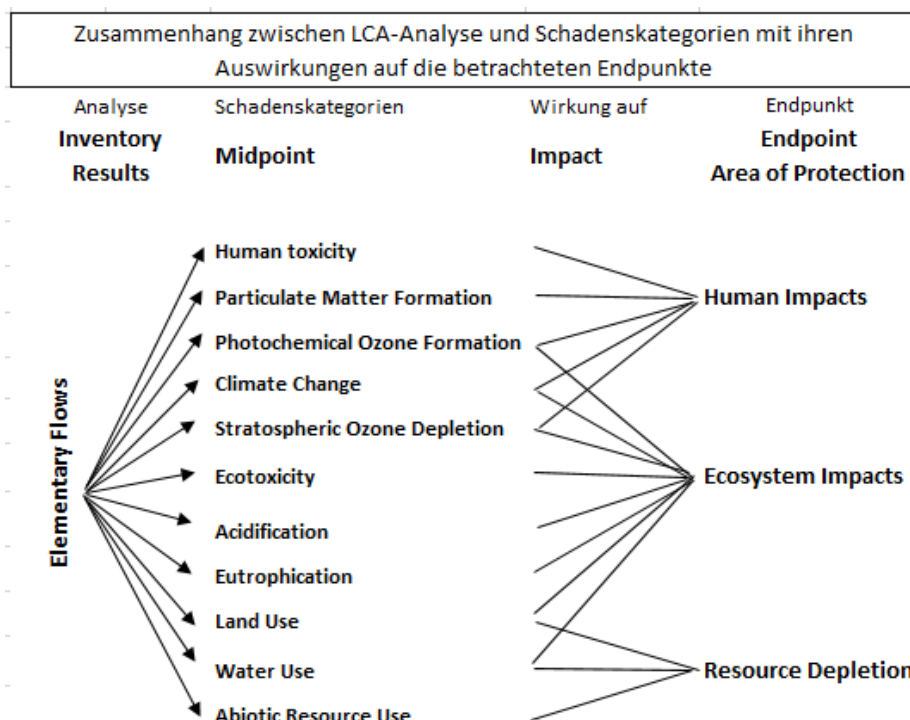 Zusammenhang zwischen LCA-Analyse und Schadenskategorien mit ihren
Auswirkungen auf die betrachteten Endpunkte
Analyse
Schadenskategorien
Wirkung auf
Endpunkt
Inventory
Results
Midpoint
Impact
Endpoint
Area of Protection
Elementary Flows
Human toxicity
Particulate Matter Formation
Photochemical Ozone Formation
Climate Change
Stratospheric Ozone Depletion
Ecotoxicity
Acidification
Eutrophication
Land Use
Water Use
Abiotic Resource Use
Human Impacts
Ecosystem Impacts
Resource Depletion